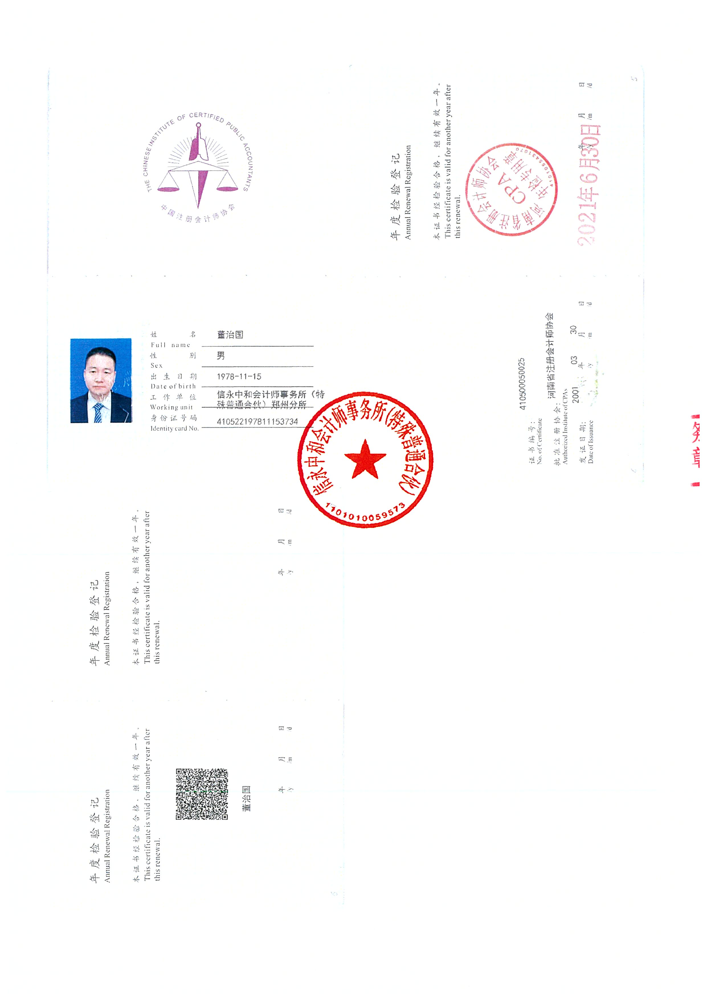 THE CHINESE INSTITUTE OF CERTIFIED PUBLIC ACCOUNTANTS
中国注册会计师协会
年度检验登记
Annual Renewal Registration
本证书经检验合格，继续有效一年。
This certificate is valid for another year after
this renewal.
河南省注册会计师协会
CPA
年检专用章
4101055431070
2021年6月30日
年 月 日
/y /m /d
5
姓 名 董治国
Full name
性 别 男
Sex
出生日期 1978-11-15
Date of birth
工作单位 信永中和会计师事务所（特
殊普通合伙）郑州分所
Working unit
身份证号码 410522197811153734
Identity card No.
信永中和会计师事务所(特殊普通合伙)
1101010059573
证书编号： 410500050025
No. of Certificate
批准注册协会： 河南省注册会计师协会
Authorized Institute of CPAs
发证日期： 2001 年 03 月 30 日
Date of Issuance /y /m /d
年度检验登记
Annual Renewal Registration
本证书经检验合格，继续有效一年。
This certificate is valid for another year after
this renewal.
年 月 日
/y /m /d
年度检验登记
Annual Renewal Registration
本证书经检验合格，继续有效一年。
This certificate is valid for another year after
this renewal.
董治国
年 月 日
/y /m /d
6